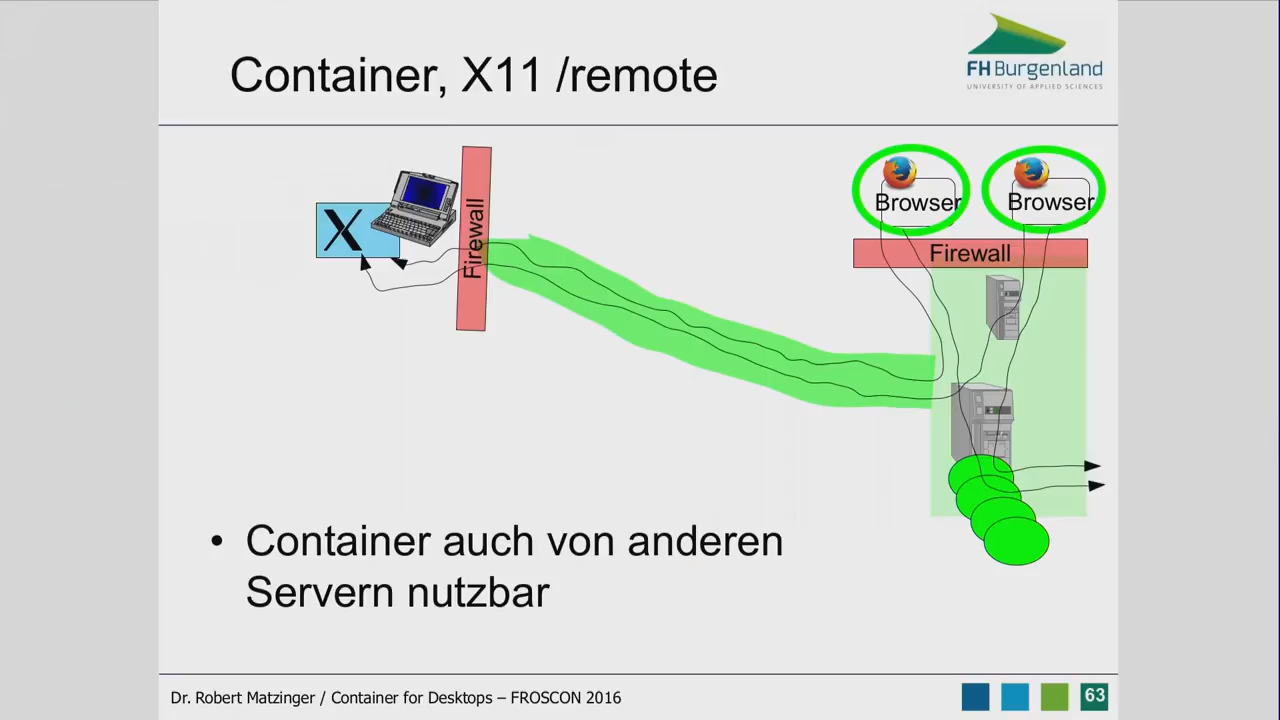 Container, X11 /remote
FH Burgenland
UNIVERSITY OF APPLIED SCIENCES
X
Firewall
Browser
Browser
Firewall
• Container auch von anderen
Servern nutzbar
Dr. Robert Matzinger / Container for Desktops – FROSCON 2016
63